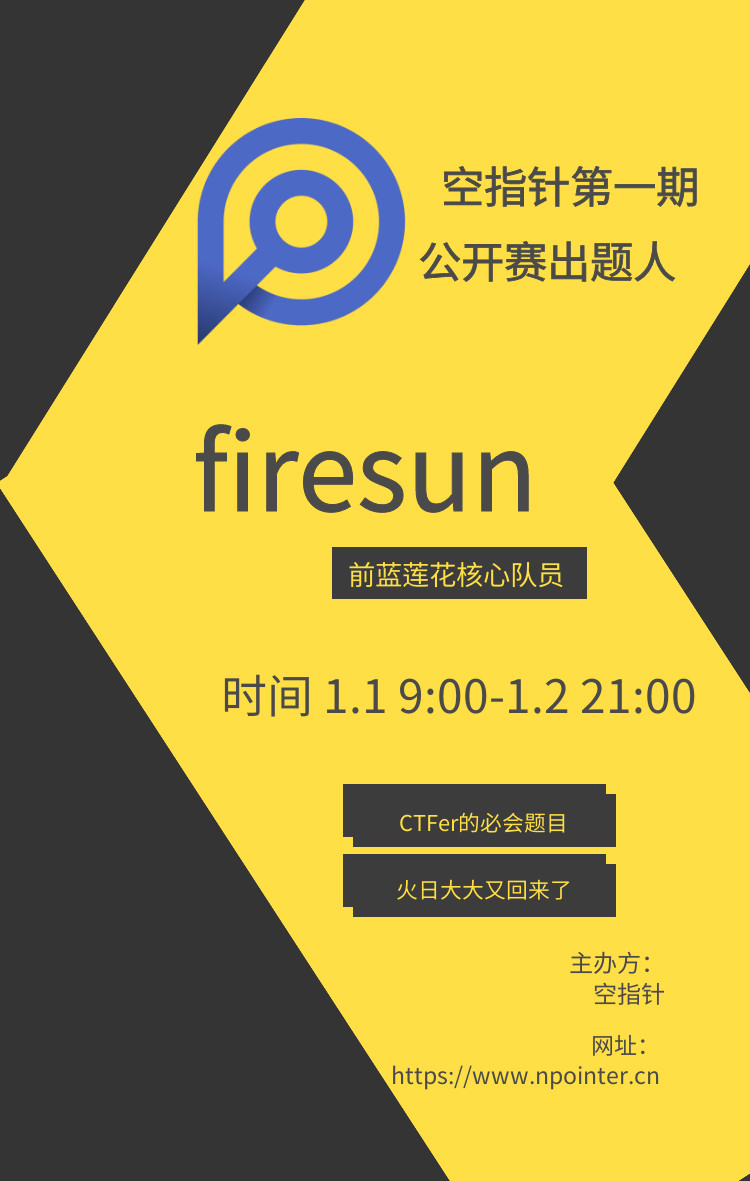 空指针第一期
公开赛出题人
firesun
前蓝莲花核心队员
时间 1.1 9:00-1.2 21:00
CTFer的必会题目
火日大大又回来了
主办方：
空指针
网址：
https://www.npointer.cn